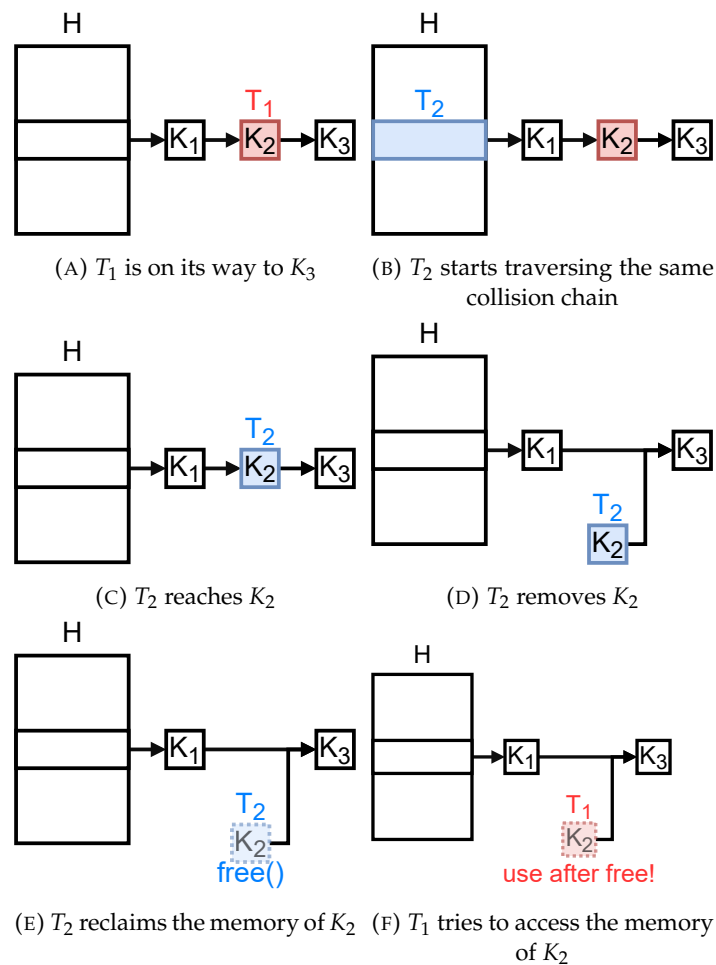 H
T1
K1
K2
K3
(A) T1 is on its way to K3
H
T2
K1
K2
K3
(B) T2 starts traversing the same
collision chain
H
T2
K1
K2
K3
(C) T2 reaches K2
H
K1
K3
T2
K2
(D) T2 removes K2
H
K1
K3
T2
K2
free()
(E) T2 reclaims the memory of K2
H
K1
K3
T1
K2
use after free!
(F) T1 tries to access the memory
of K2